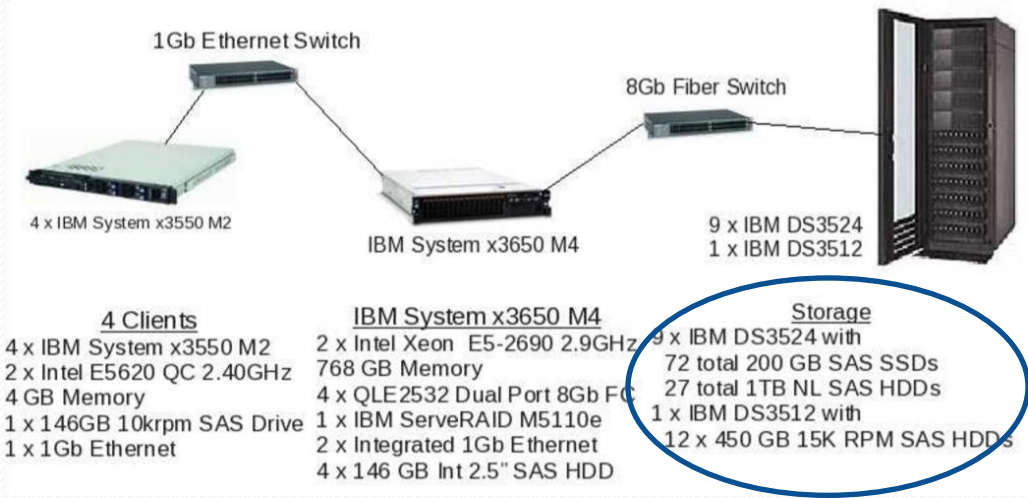 1Gb Ethernet Switch
8Gb Fiber Switch
4 x IBM System x3550 M2
IBM System x3650 M4
9 x IBM DS3524
1 x IBM DS3512
4 Clients
4 x IBM System x3550 M2
2 x Intel E5620 QC 2.40GHz
4 GB Memory
1 x 146GB 10krpm SAS Drive
1 x 1Gb Ethernet
IBM System x3650 M4
2 x Intel Xeon E5-2690 2.9GHz
768 GB Memory
4 x QLE2532 Dual Port 8Gb FC
1 x IBM ServeRAID M5110e
2 x Integrated 1Gb Ethernet
4 x 146 GB Int 2.5" SAS HDD
Storage
9 x IBM DS3524 with
72 total 200 GB SAS SSDs
27 total 1TB NL SAS HDDs
1 x IBM DS3512 with
12 x 450 GB 15K RPM SAS HDDs